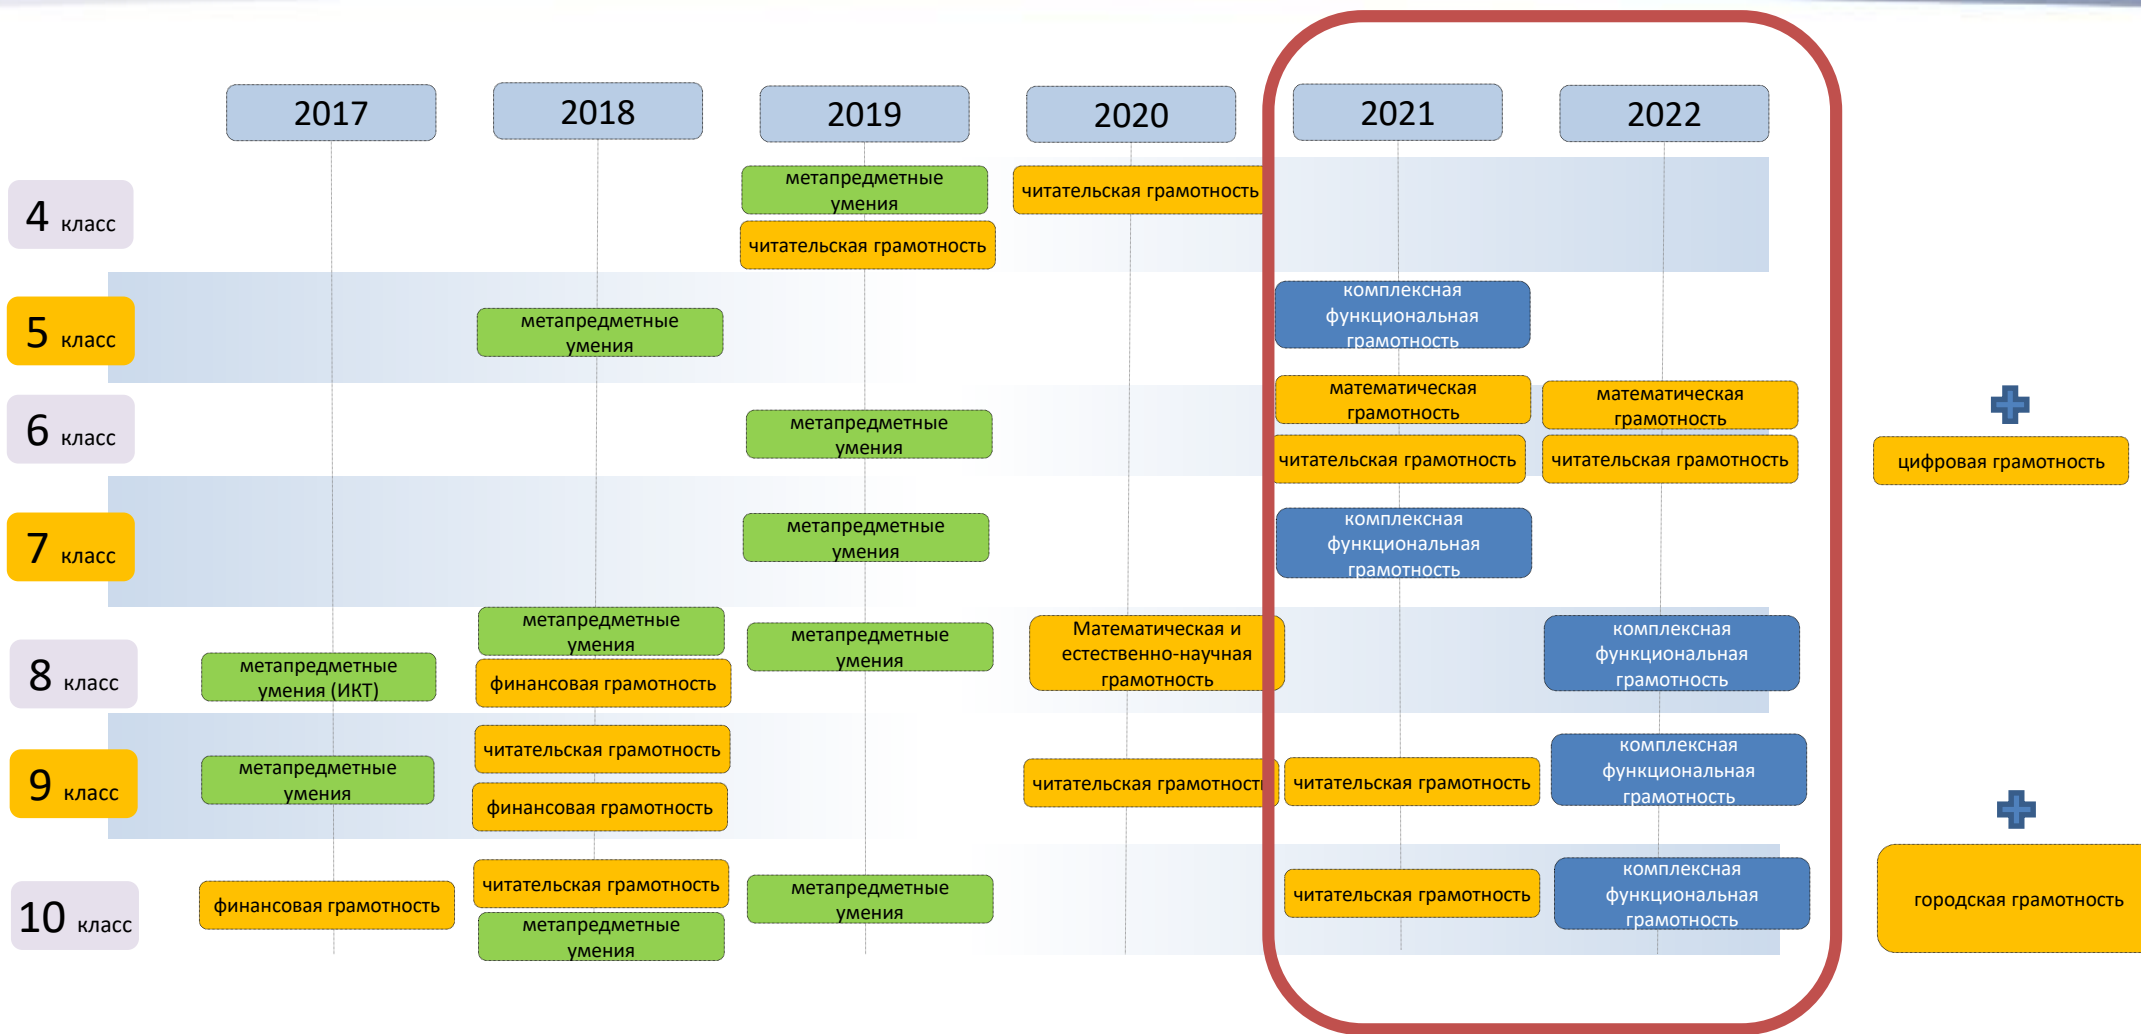 2017
2018
2019
2020
2021
2022
4 класс
метапредметные
умения
читательская грамотность
читательская грамотность
5 класс
метапредметные
умения
комплексная
функциональная
грамотность
6 класс
метапредметные
умения
математическая
грамотность
читательская грамотность
математическая
грамотность
читательская грамотность
цифровая грамотность
7 класс
метапредметные
умения
комплексная
функциональная
грамотность
8 класс
метапредметные
умения (ИКТ)
метапредметные
умения
финансовая грамотность
метапредметные
умения
Математическая и
естественно-научная
грамотность
комплексная
функциональная
грамотность
9 класс
метапредметные
умения
читательская грамотность
финансовая грамотность
читательская грамотность
читательская грамотность
комплексная
функциональная
грамотность
10 класс
финансовая грамотность
читательская грамотность
метапредметные
умения
метапредметные
умения
читательская грамотность
комплексная
функциональная
грамотность
городская грамотность